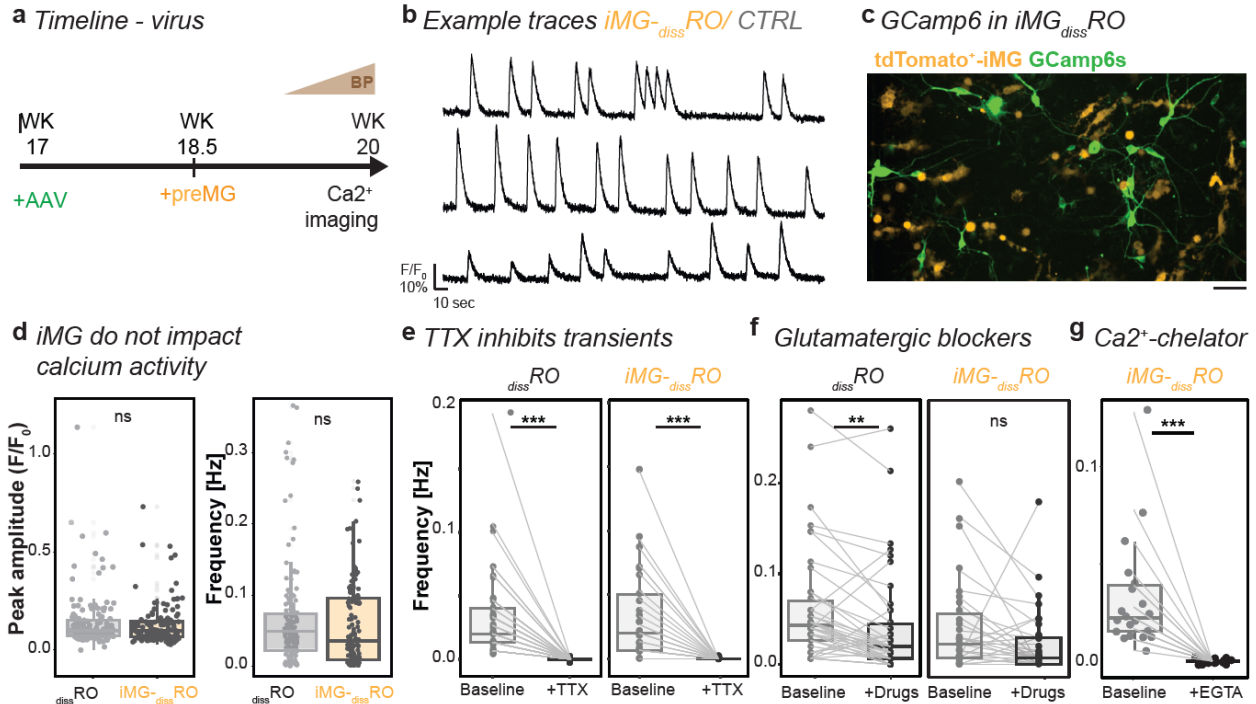 a Timeline - virus
BP
WK WK WK
17 18.5 20
+AAV +preMG Ca2+
imaging
b Example traces iMG-dissRO/ CTRL
F/F0
10%
10 sec
c GCamp6 in iMGdissRO
tdTomato+-iMG GCamp6s
d iMG do not impact
calcium activity
Peak amplitude (F/F0)
1.0
0.5
0.0
ns
dissRO iMG-dissRO
Frequency [Hz]
0.3
0.2
0.1
0.0
ns
dissRO iMG-dissRO
e TTX inhibits transients
dissRO iMG-dissRO
Frequency [Hz]
0.2
0.1
0.0
*** ***
Baseline +TTX Baseline +TTX
f Glutamatergic blockers
dissRO iMG-dissRO
0.2
0.1
0.0
** ns
Baseline +Drugs Baseline +Drugs
g Ca2+-chelator
iMG-dissRO
0.1
0.0
***
Baseline +EGTA